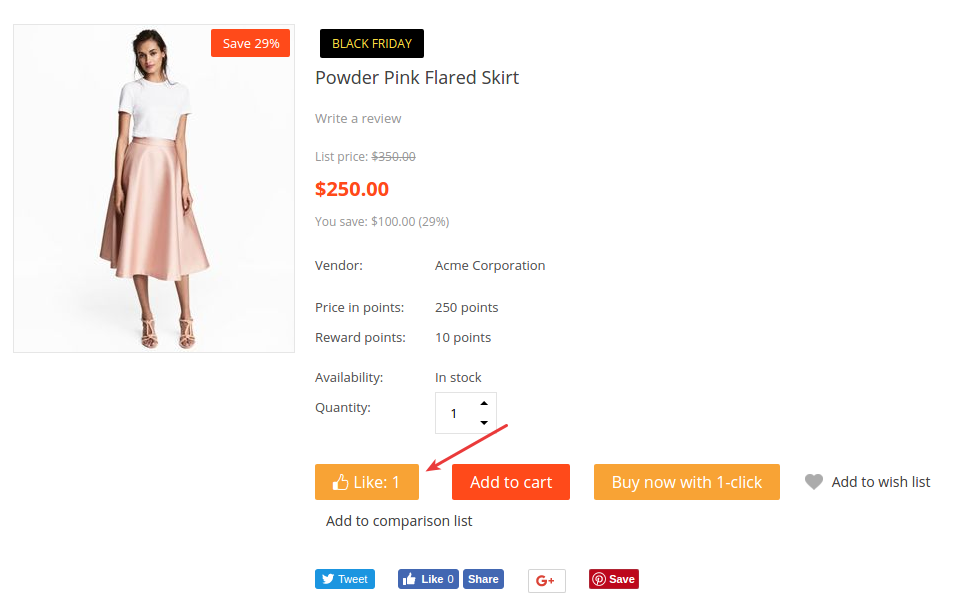 Save 29%
BLACK FRIDAY
Powder Pink Flared Skirt
Write a review
List price: $350.00
$250.00
You save: $100.00 (29%)
Vendor: Acme Corporation
Price in points: 250 points
Reward points: 10 points
Availability: In stock
Quantity: 1
Like: 1 Add to cart Buy now with 1-click Add to wish list
Add to comparison list
Tweet Like 0 Share G+ Save